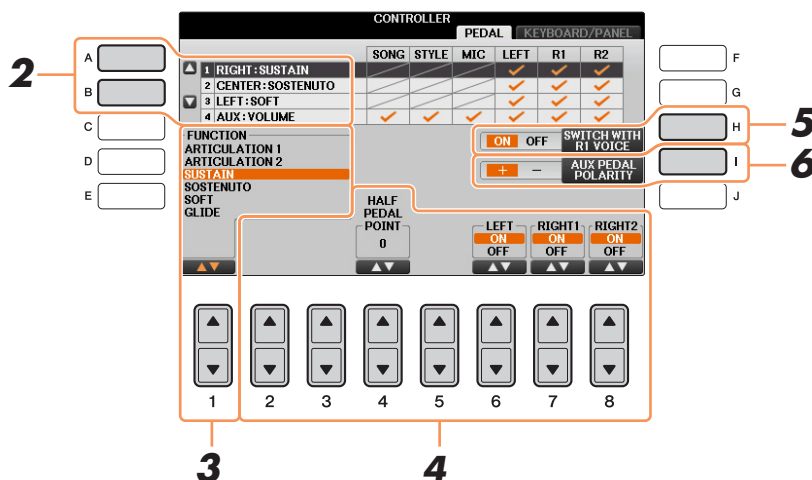 CONTROLLER
PEDAL KEYBOARD/PANEL
SONG STYLE MIC LEFT R1 R2
1 RIGHT:SUSTAIN
2 CENTER:SOSTENUTO
3 LEFT:SOFT
4 AUX:VOLUME
A
B
C
D
E
F
G
H
I
J
2
5
6
FUNCTION
ARTICULATION 1
ARTICULATION 2
SUSTAIN
SOSTENUTO
SOFT
GLIDE
ON OFF SWITCH WITH
R1 VOICE
+ − AUX PEDAL
POLARITY
HALF
PEDAL
POINT
0
LEFT RIGHT1 RIGHT2
ON ON ON
OFF OFF OFF
1 2 3 4 5 6 7 8
3 4